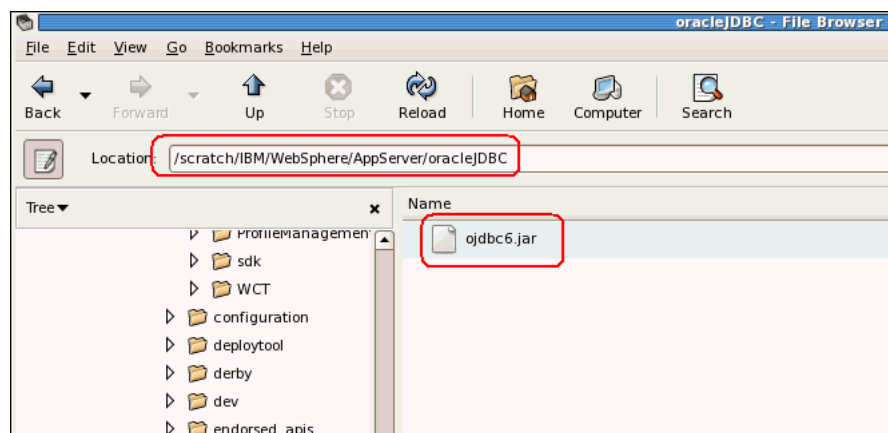 oracleJDBC - File Browser
File Edit View Go Bookmarks Help
Back Forward Up Stop Reload Home Computer Search
Location: /scratch/IBM/WebSphere/AppServer/oracleJDBC
Tree
Name
ProfileManagement
ojdbc6.jar
sdk
WCT
configuration
deploytool
derby
dev
endorsed_apis